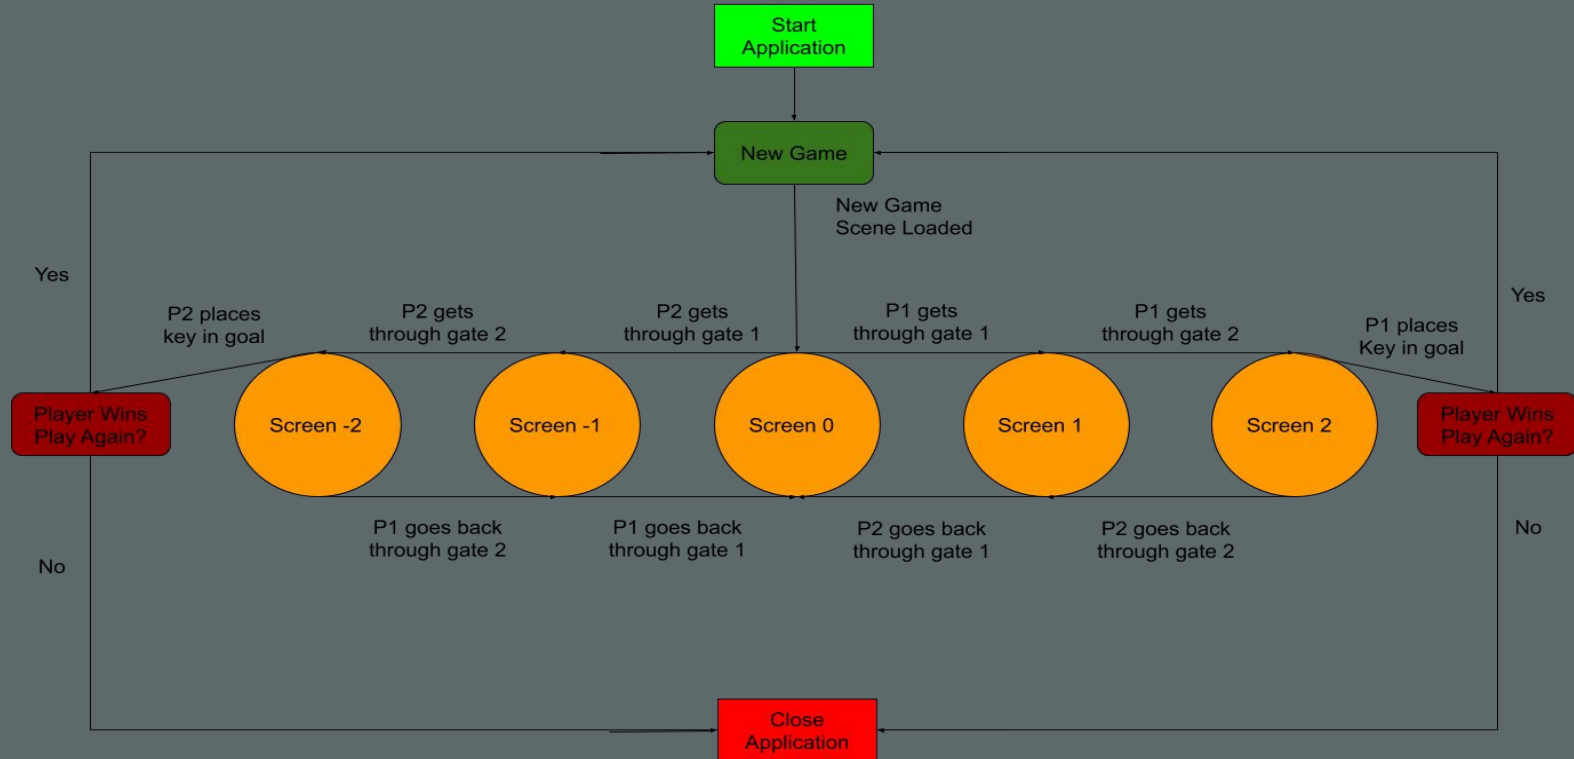 Start
Application
New Game
New Game
Scene Loaded
Yes
Yes
P2 places
key in goal
P2 gets
through gate 2
P2 gets
through gate 1
P1 gets
through gate 1
P1 gets
through gate 2
P1 places
Key in goal
Player Wins
Play Again?
Screen -2
Screen -1
Screen 0
Screen 1
Screen 2
Player Wins
Play Again?
P1 goes back
through gate 2
P1 goes back
through gate 1
P2 goes back
through gate 1
P2 goes back
through gate 2
No
No
Close
Application